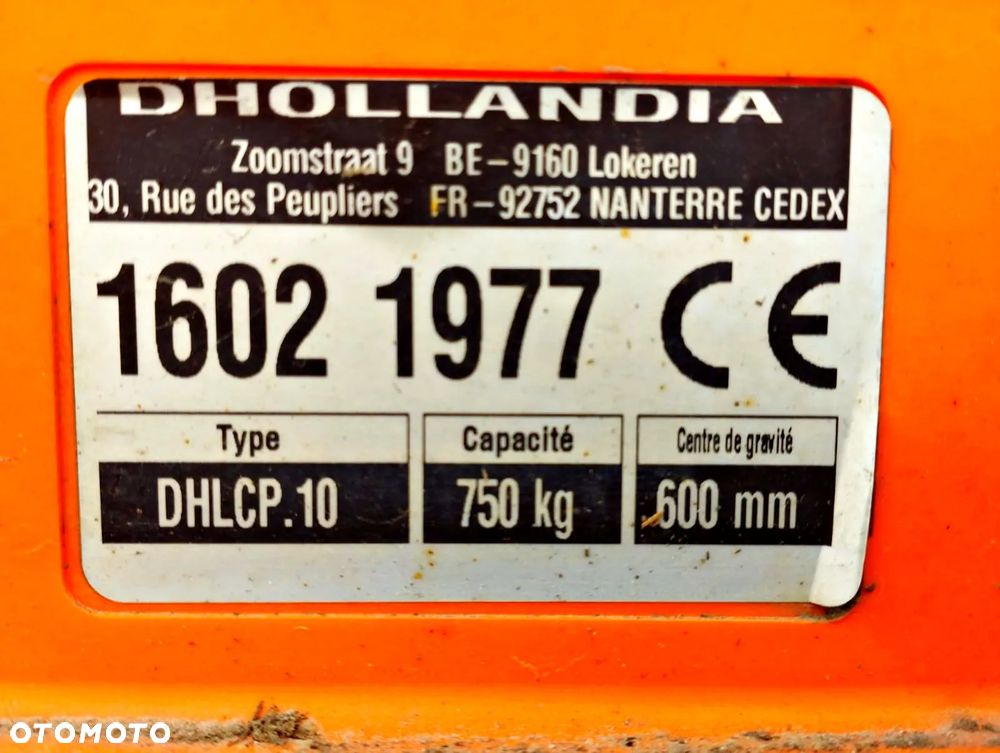 DHOLLANDIA
Zoomstraat 9 BE-9160 Lokeren
30, Rue des Peupliers FR-92752 NANTERRE CEDEX
1602 1977 CE
Type Capacité Centre de gravité
DHLCP.10 750 kg 600 mm
OTOMOTO